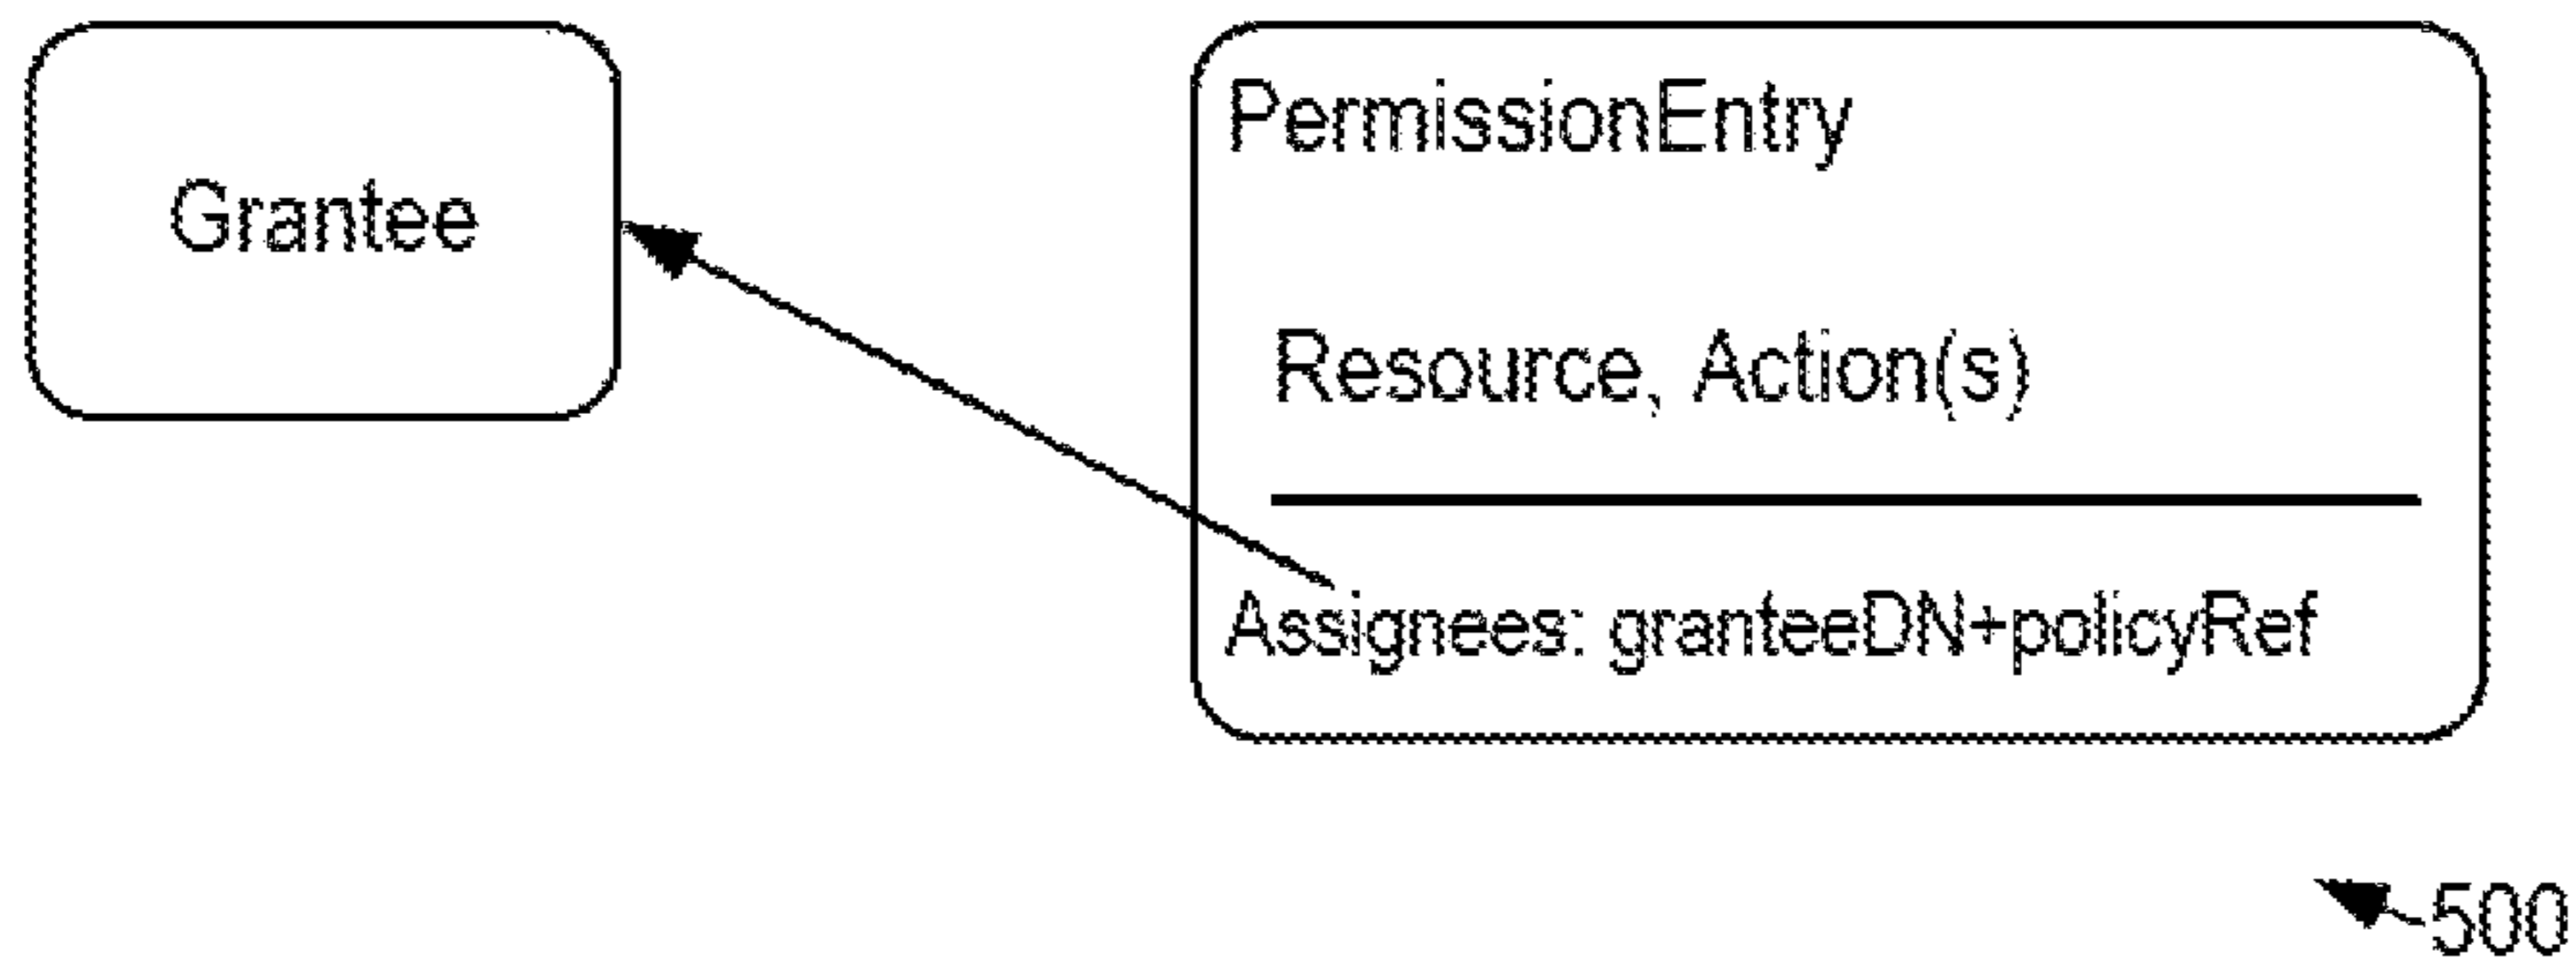 Grantee
PermissionEntry
Resource, Action(s)
Assignees: granteeDN+policyRef
500